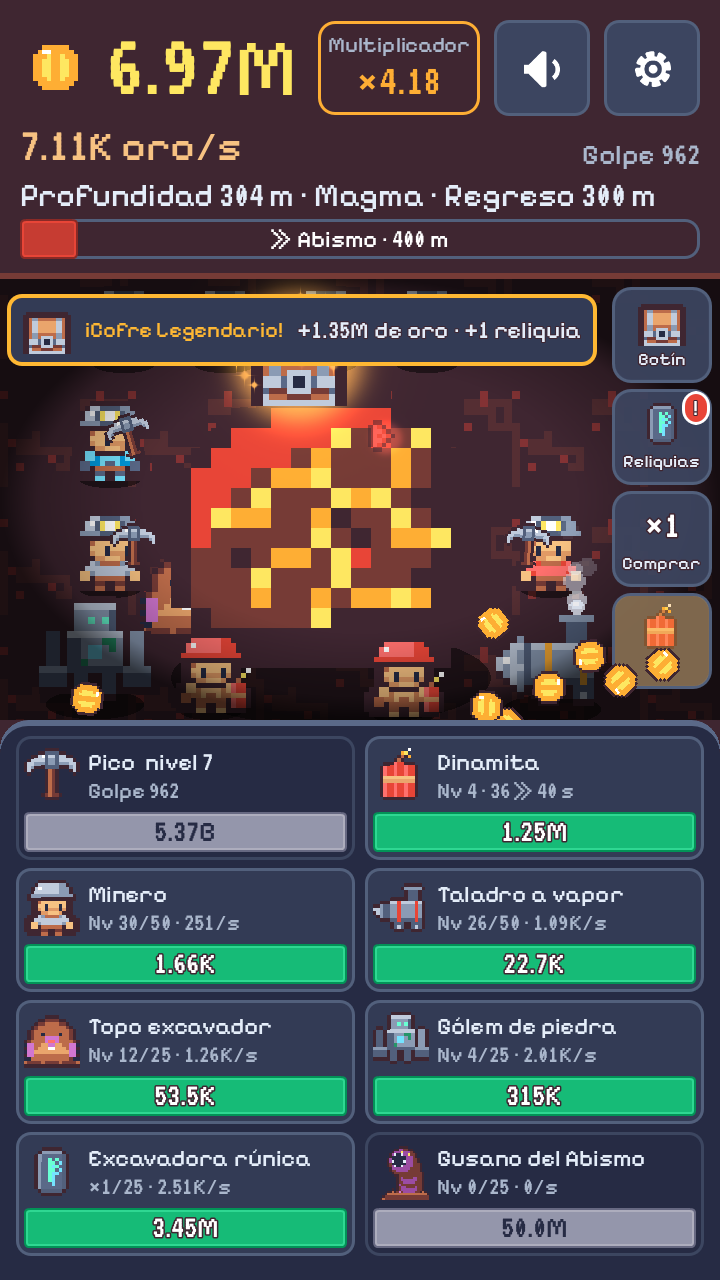 6.97M
Multiplicador
×4.18
7.11K oro/s
Golpe 962
Profundidad 304 m · Magma · Regreso 300 m
Abismo · 400 m
¡Cofre Legendario! +1.35M de oro · +1 reliquia
Botín
!
Reliquias
×1
Comprar
Pico nivel 7
Golpe 962
5.37B
Dinamita
Nv 4 · 36 » 40 s
1.25M
Minero
Nv 30/50 · 251/s
1.66K
Taladro a vapor
Nv 26/50 · 1.09K/s
22.7K
Topo excavador
Nv 12/25 · 1.26K/s
53.5K
Gólem de piedra
Nv 4/25 · 2.01K/s
315K
Excavadora rúnica
×1/25 · 2.51K/s
3.45M
Gusano del Abismo
Nv 0/25 · 0/s
50.0M